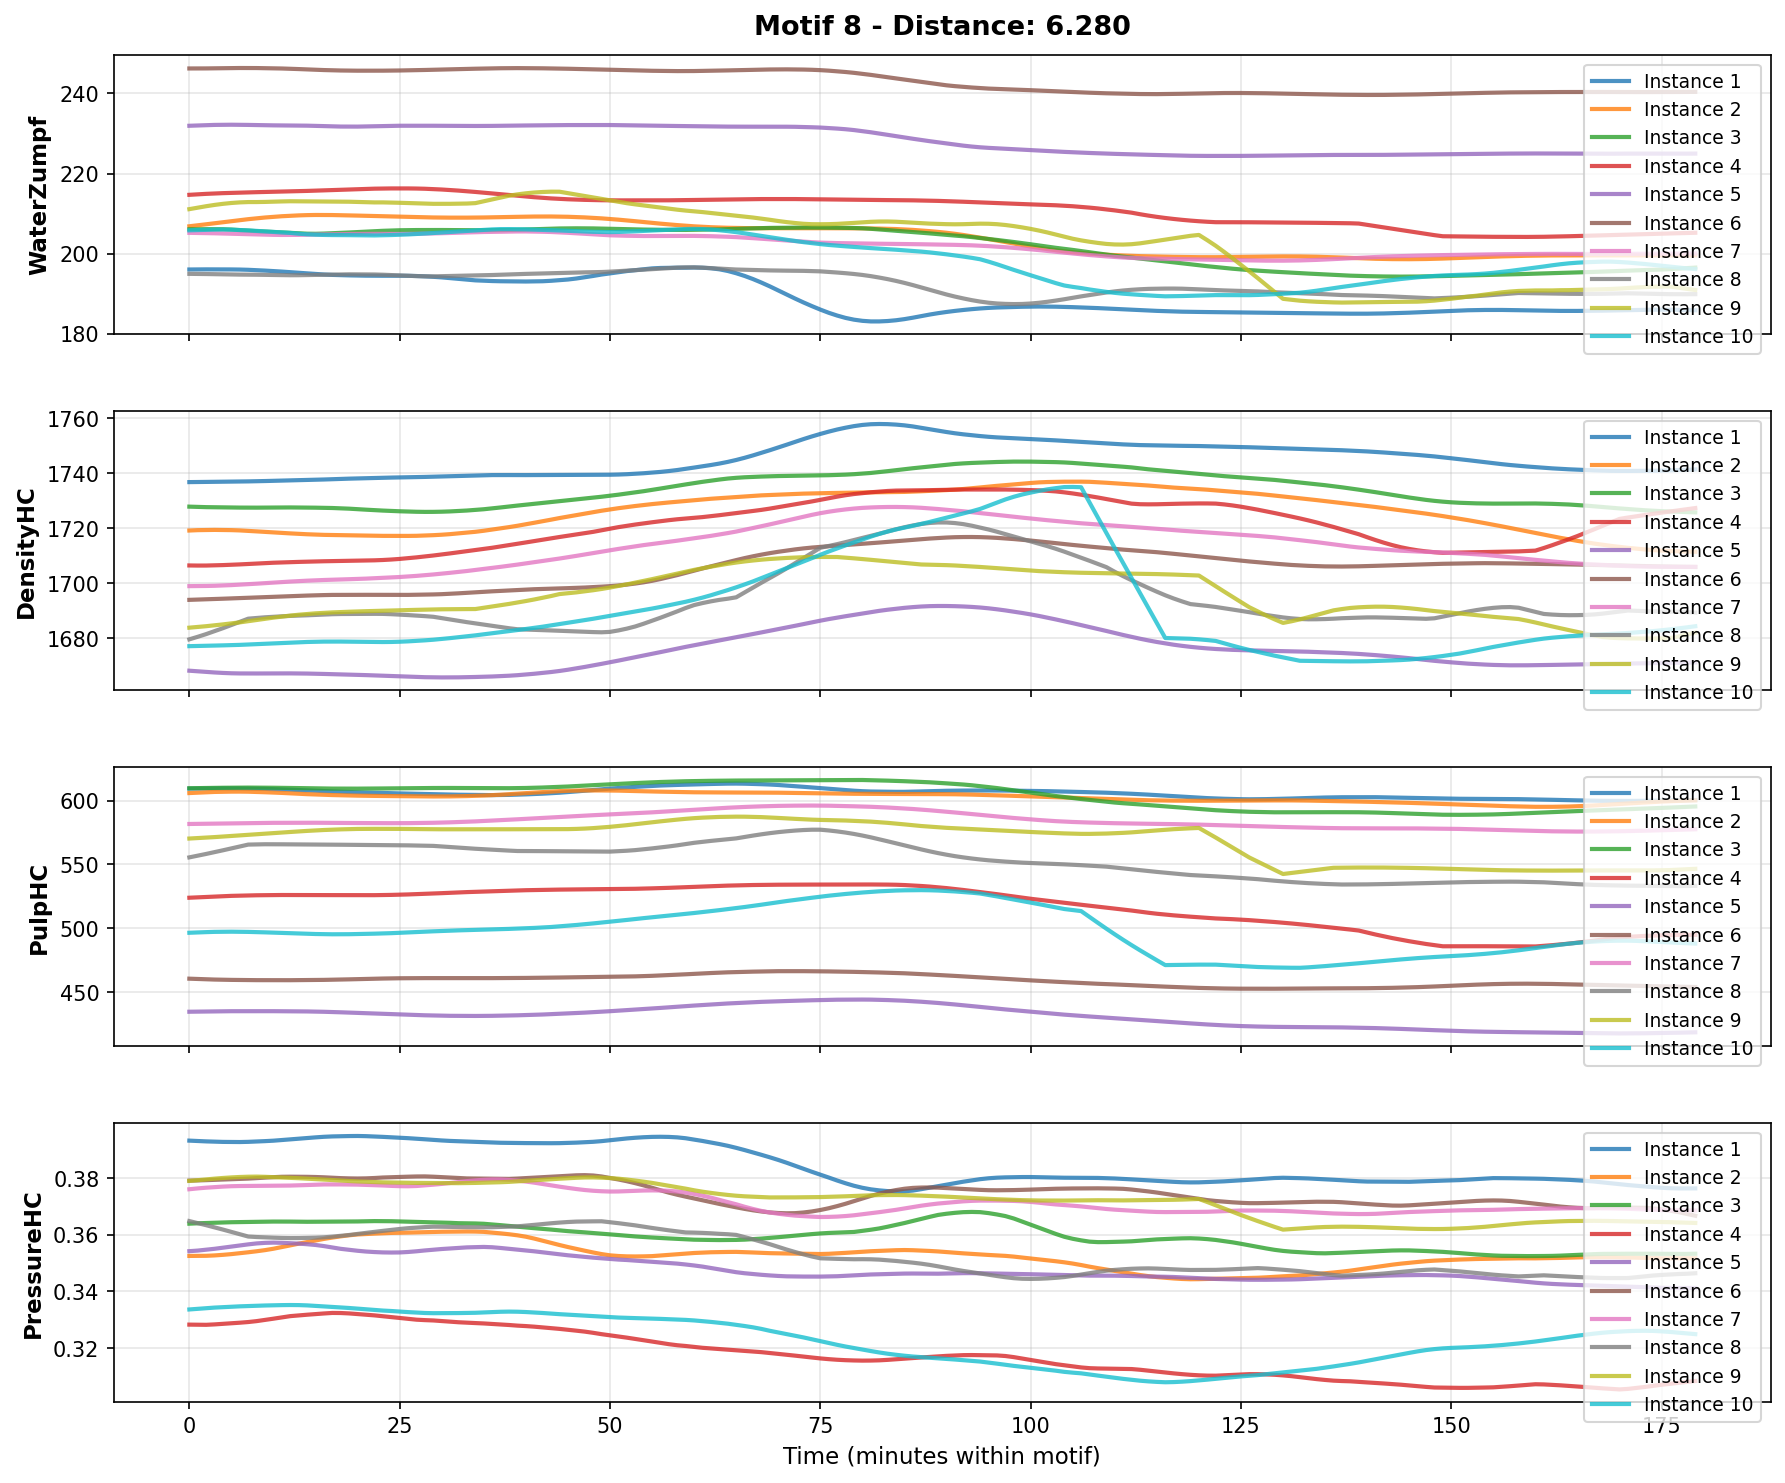 Motif 8 - Distance: 6.280
WaterZumpf
240
220
200
180
Instance 1
Instance 2
Instance 3
Instance 4
Instance 5
Instance 6
Instance 7
Instance 8
Instance 9
Instance 10
DensityHC
1760
1740
1720
1700
1680
Instance 1
Instance 2
Instance 3
Instance 4
Instance 5
Instance 6
Instance 7
Instance 8
Instance 9
Instance 10
PulpHC
600
550
500
450
Instance 1
Instance 2
Instance 3
Instance 4
Instance 5
Instance 6
Instance 7
Instance 8
Instance 9
Instance 10
PressureHC
0.38
0.36
0.34
0.32
Instance 1
Instance 2
Instance 3
Instance 4
Instance 5
Instance 6
Instance 7
Instance 8
Instance 9
Instance 10
0 25 50 75 100 125 150 175
Time (minutes within motif)